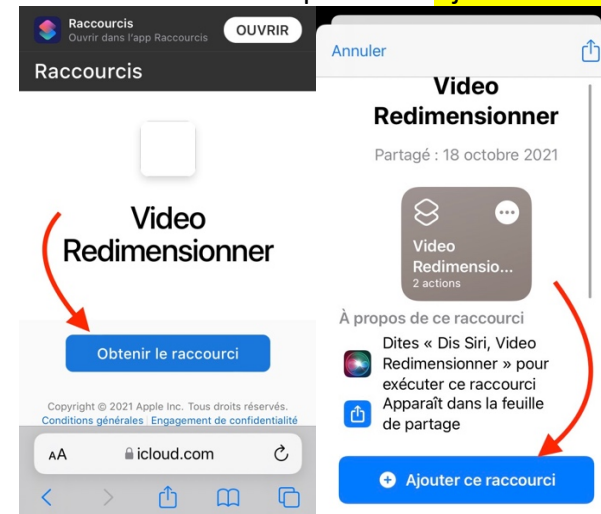 Raccourcis
Ouvrir dans l'app Raccourcis
OUVRIR
Raccourcis
Video
Redimensionner
Obtenir le raccourci
Copyright © 2021 Apple Inc. Tous droits réservés.
Conditions générales | Engagement de confidentialité
AA
icloud.com
Annuler
Video
Redimensionner
Partagé : 18 octobre 2021
Video
Redimensio...
2 actions
À propos de ce raccourci
Dites « Dis Siri, Video
Redimensionner » pour
exécuter ce raccourci
Apparaît dans la feuille
de partage
Ajouter ce raccourci